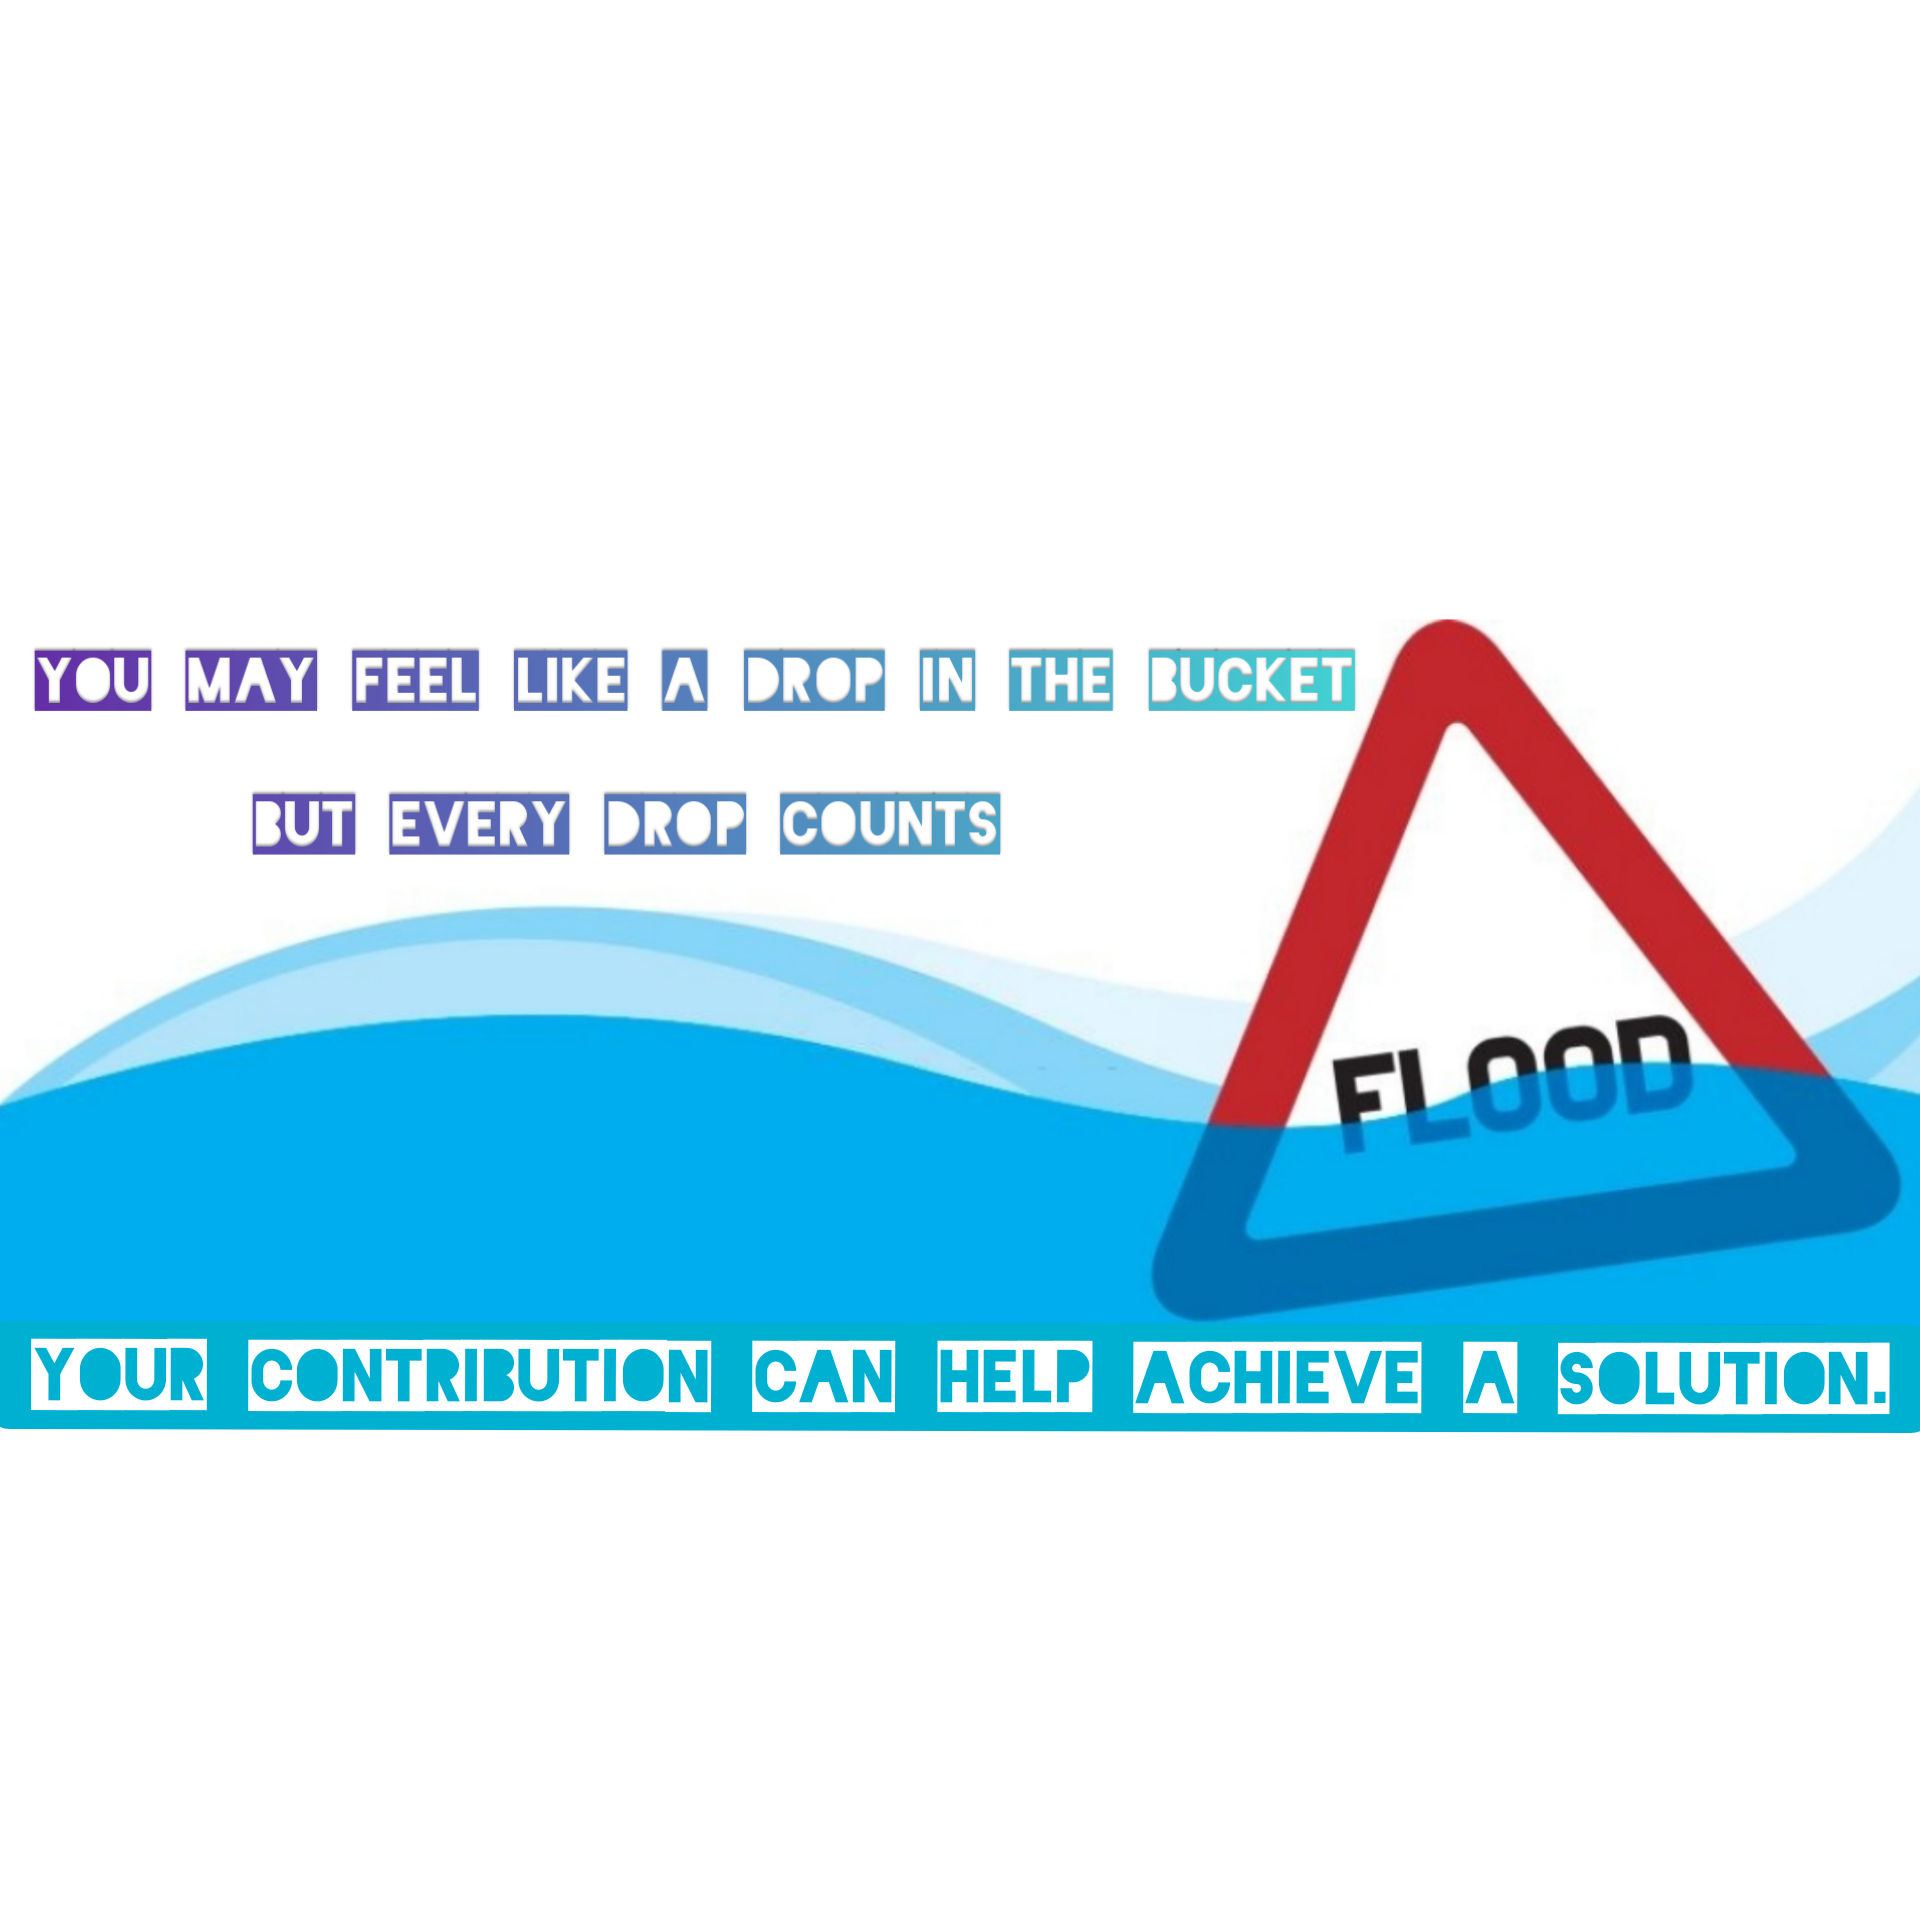 YOU MAY FEEL LIKE A DROP IN THE BUCKET
BUT EVERY DROP COUNTS
FLOOD
YOUR CONTRIBUTION CAN HELP ACHIEVE A SOLUTION.